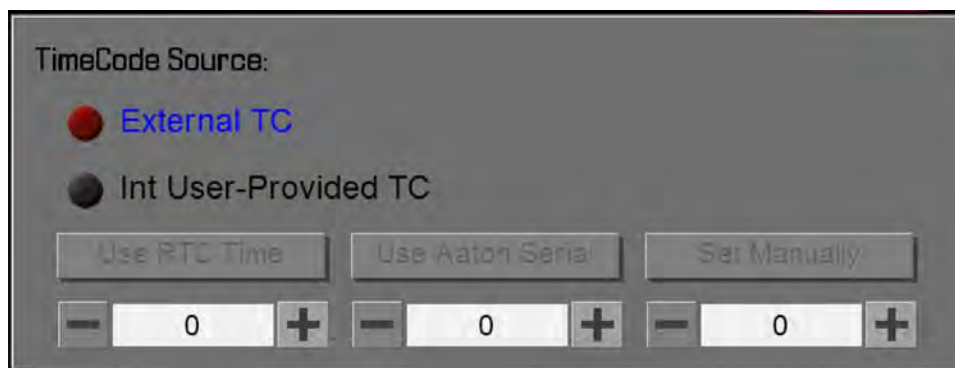 TimeCode Source:
External TC
Int User-Provided TC
Use RTC Time Use Aaton Serial Set Manually
0 0 0